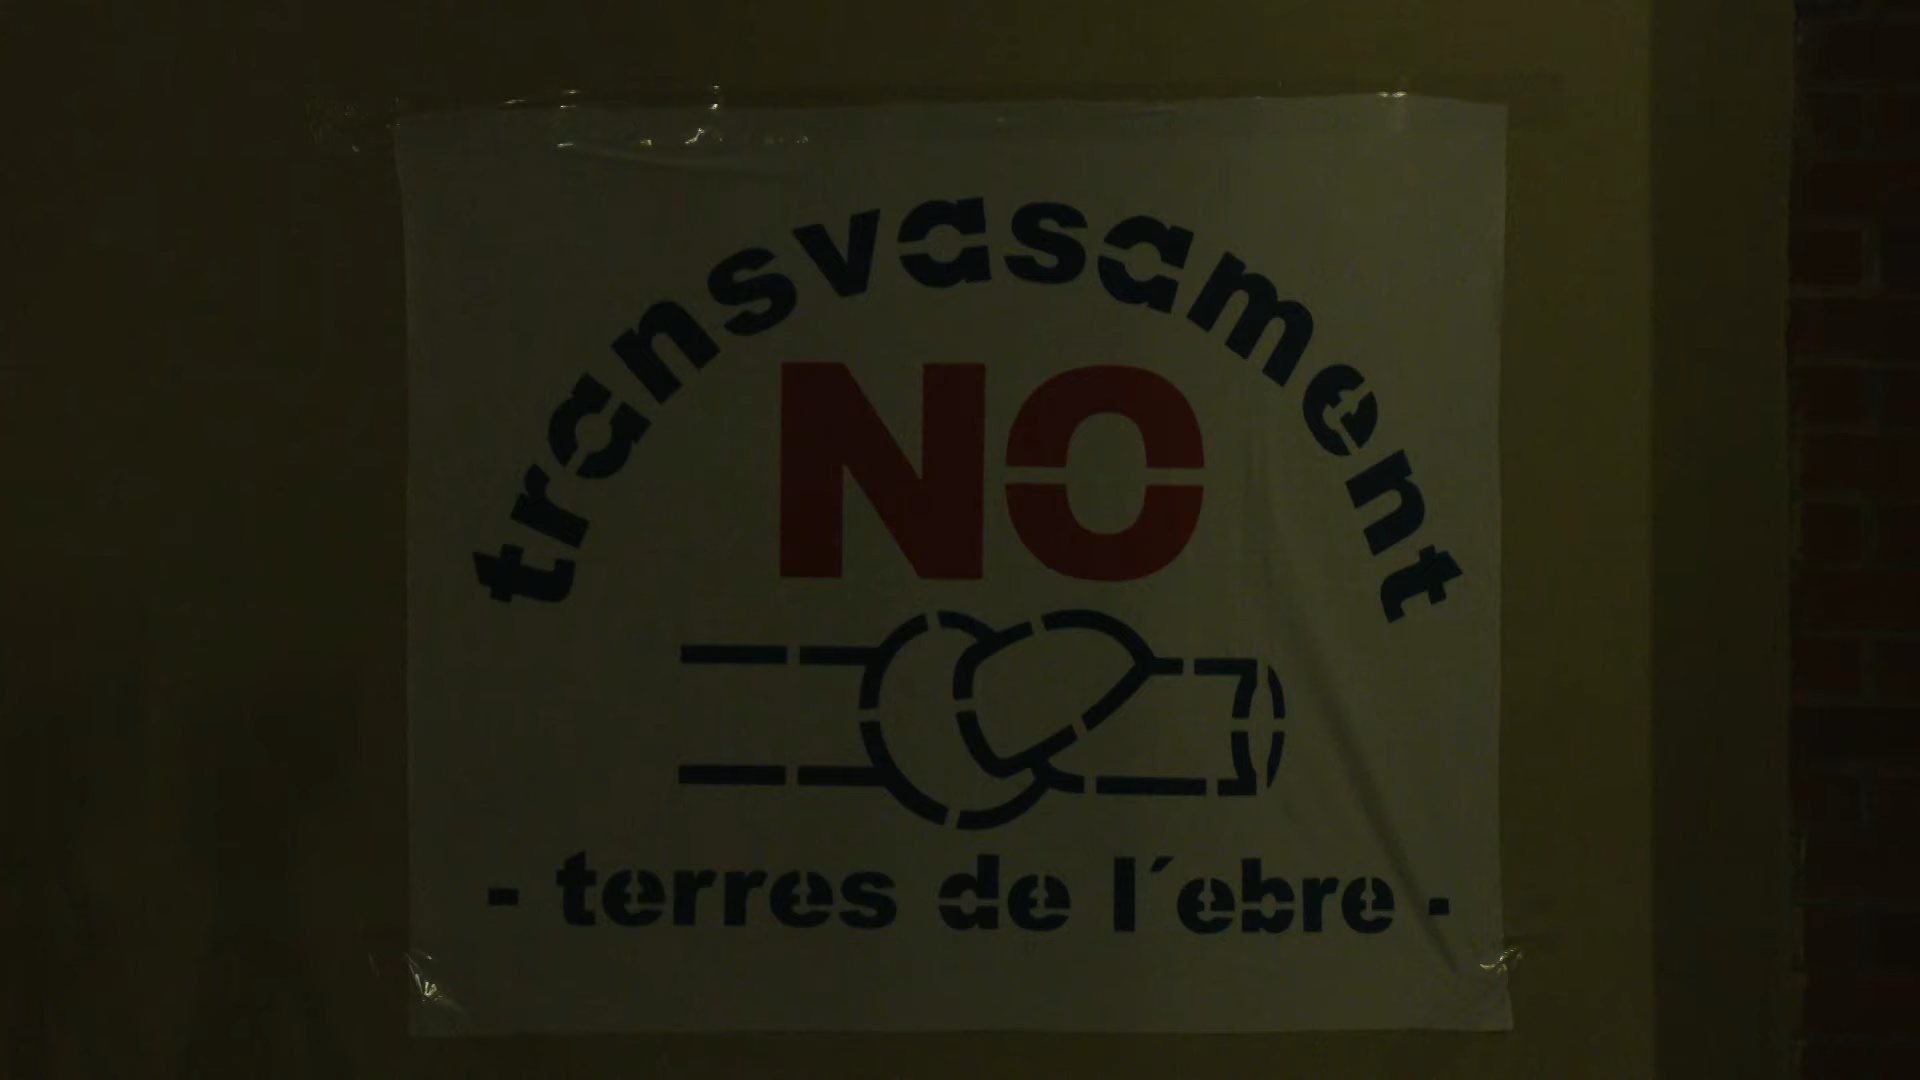 transvasament
NO
- terres de l´ebre -